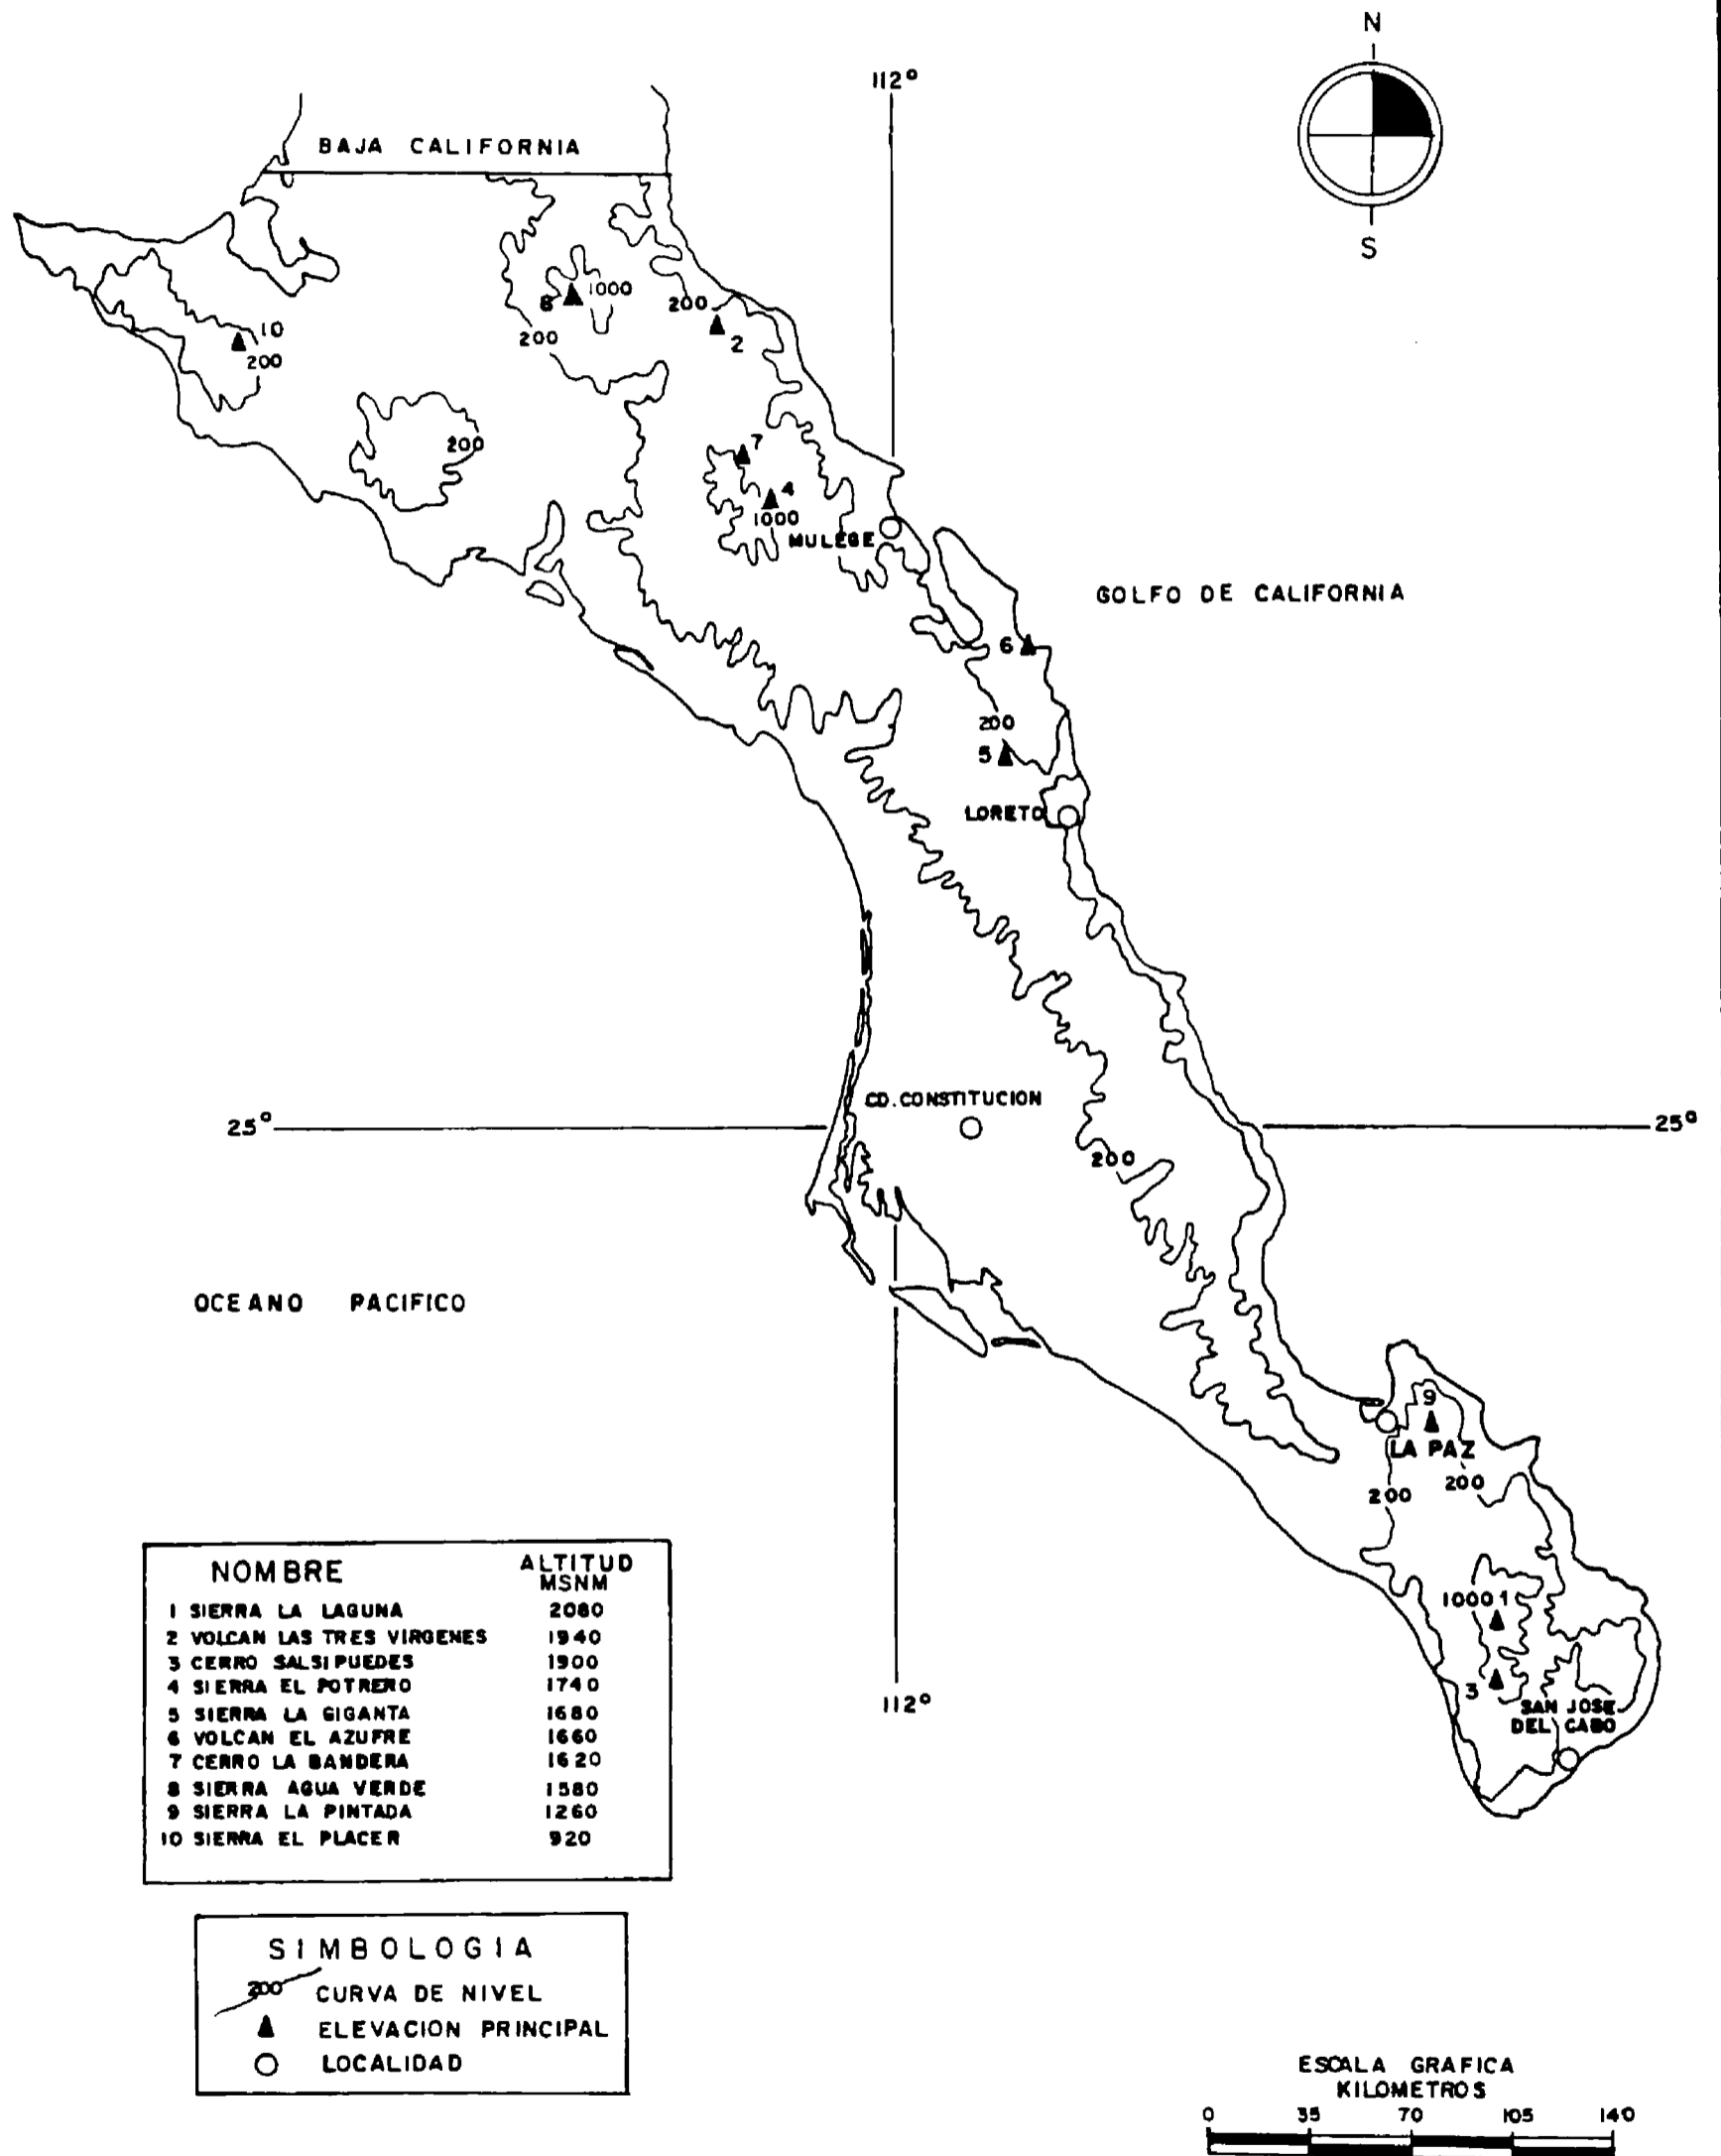 N
S
112°
BAJA CALIFORNIA
10
200
8
1000
200
200
2
200
7
4
1000
MULEGE
GOLFO DE CALIFORNIA
6
200
5
LORETO
CD. CONSTITUCION
25°
25°
200
OCEANO PACIFICO
9
LA PAZ
200
200
1000 1
3
SAN JOSE
DEL CABO
112°
NOMBRE ALTITUD
MSNM
1 SIERRA LA LAGUNA 2080
2 VOLCAN LAS TRES VIRGENES 1940
3 CERRO SALSIPUEDES 1900
4 SIERRA EL POTRERO 1740
5 SIERRA LA GIGANTA 1680
6 VOLCAN EL AZUFRE 1660
7 CERRO LA BANDERA 1620
8 SIERRA AGUA VERDE 1580
9 SIERRA LA PINTADA 1260
10 SIERRA EL PLACER 920
SIMBOLOGIA
200 CURVA DE NIVEL
ELEVACION PRINCIPAL
LOCALIDAD
ESCALA GRAFICA
KILOMETROS
0 35 70 105 140